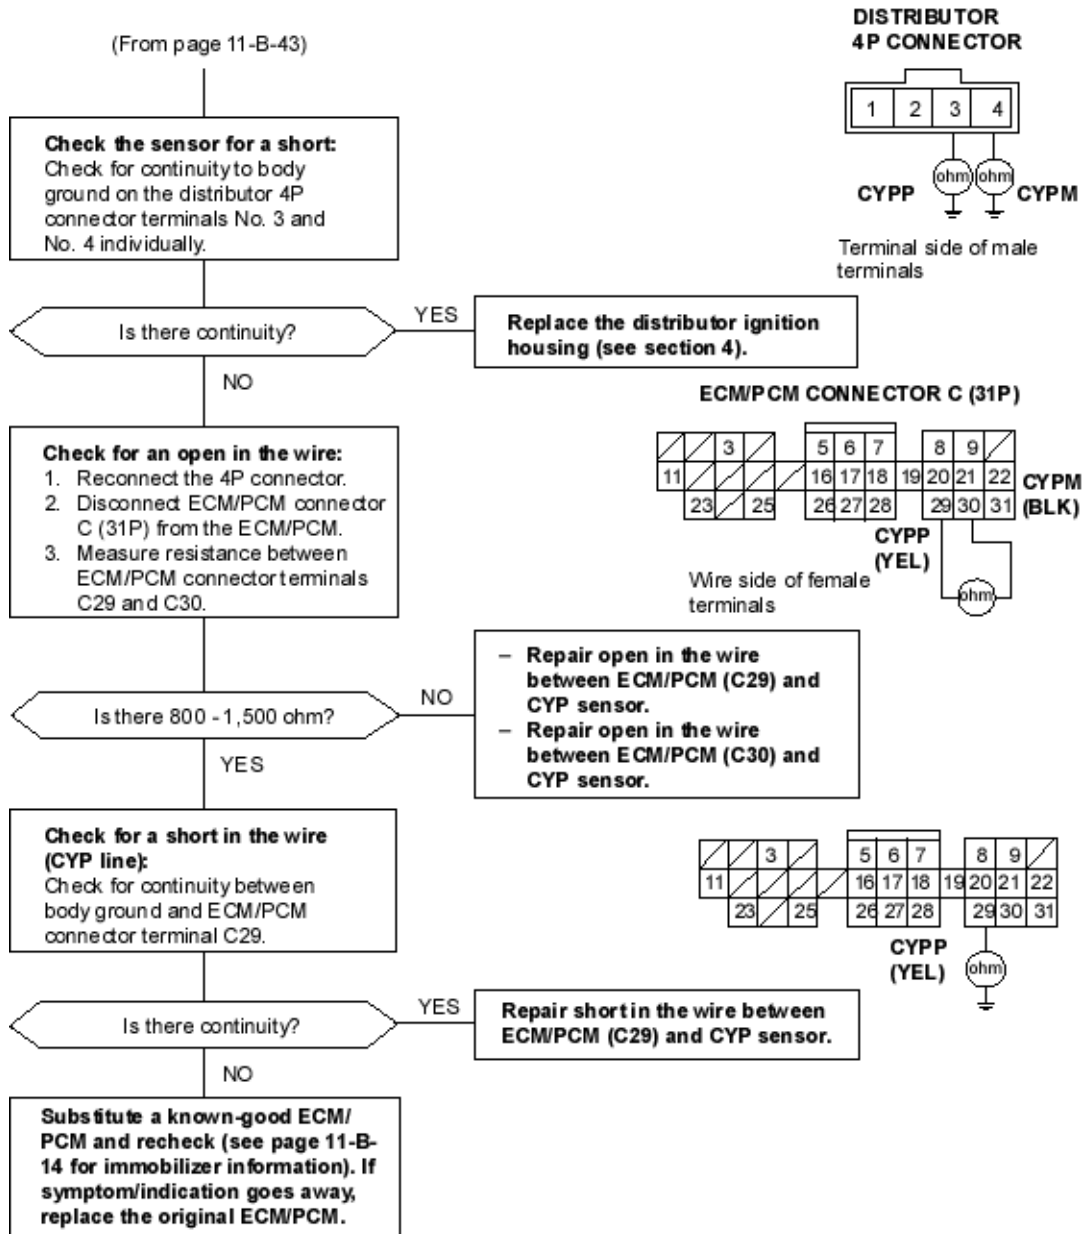 (From page 11-B-43)
DISTRIBUTOR
4P CONNECTOR
1 2 3 4
ohm ohm
CYPP CYPM
Terminal side of male
terminals
Check the sensor for a short:
Check for continuity to body
ground on the distributor 4P
connector terminals No. 3 and
No. 4 individually.
Is there continuity?
YES
Replace the distributor ignition
housing (see section 4).
NO
ECM/PCM CONNECTOR C (31P)
3 5 6 7 8 9
11 16 17 18 19 20 21 22
23 25 26 27 28 29 30 31
CYPM
(BLK)
CYPP
(YEL)
ohm
Wire side of female
terminals
Check for an open in the wire:
1. Reconnect the 4P connector.
2. Disconnect ECM/PCM connector
C (31P) from the ECM/PCM.
3. Measure resistance between
ECM/PCM connector terminals
C29 and C30.
Is there 800 - 1,500 ohm?
NO
– Repair open in the wire
between ECM/PCM (C29) and
CYP sensor.
– Repair open in the wire
between ECM/PCM (C30) and
CYP sensor.
YES
Check for a short in the wire
(CYP line):
Check for continuity between
body ground and ECM/PCM
connector terminal C29.
3 5 6 7 8 9
11 16 17 18 19 20 21 22
23 25 26 27 28 29 30 31
CYPP
(YEL)
ohm
Is there continuity?
YES
Repair short in the wire between
ECM/PCM (C29) and CYP sensor.
NO
Substitute a known-good ECM/
PCM and recheck (see page 11-B-
14 for immobilizer information). If
symptom/indication goes away,
replace the original ECM/PCM.